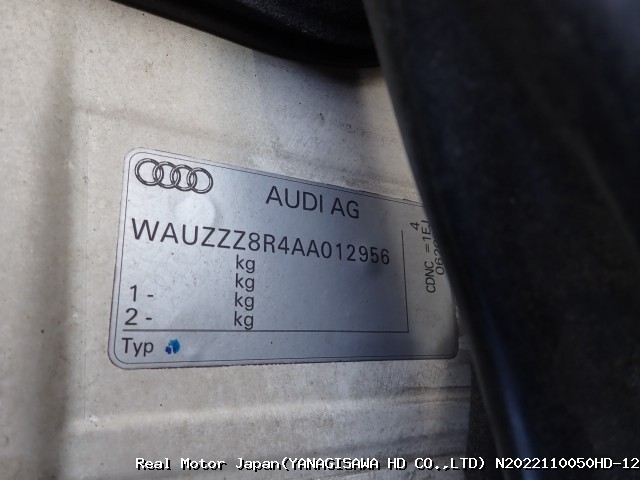 AUDI AG
WAUZZZ8R4AA012956
kg
kg
1 - kg
2 - kg
Typ
4
CDNC =1EJ
Real Motor Japan(YANAGISAWA HD CO.,LTD) N2022110050HD-12